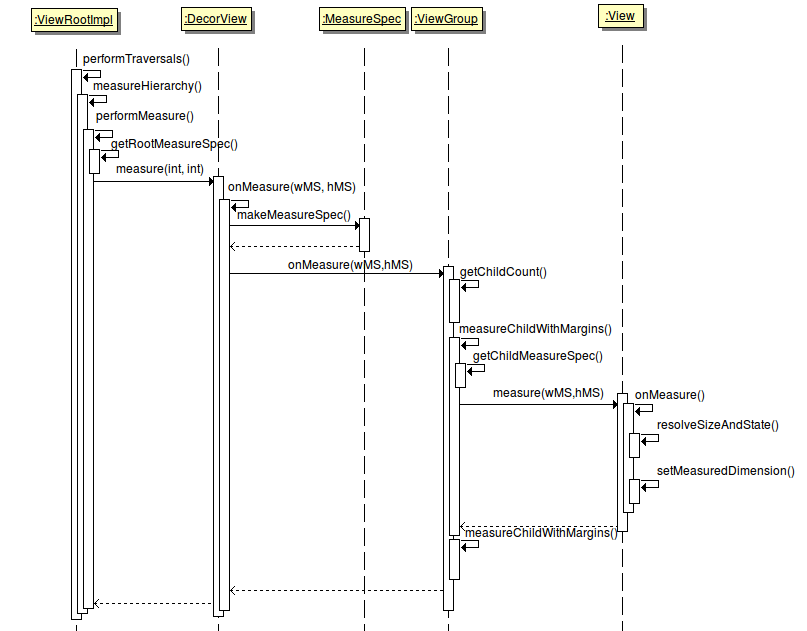 :ViewRootImpl
:DecorView
:MeasureSpec
:ViewGroup
:View
performTraversals()
measureHierarchy()
performMeasure()
getRootMeasureSpec()
measure(int, int)
onMeasure(wMS, hMS)
makeMeasureSpec()
onMeasure(wMS,hMS)
getChildCount()
measureChildWithMargins()
getChildMeasureSpec()
measure(wMS,hMS)
onMeasure()
resolveSizeAndState()
setMeasuredDimension()
measureChildWithMargins()